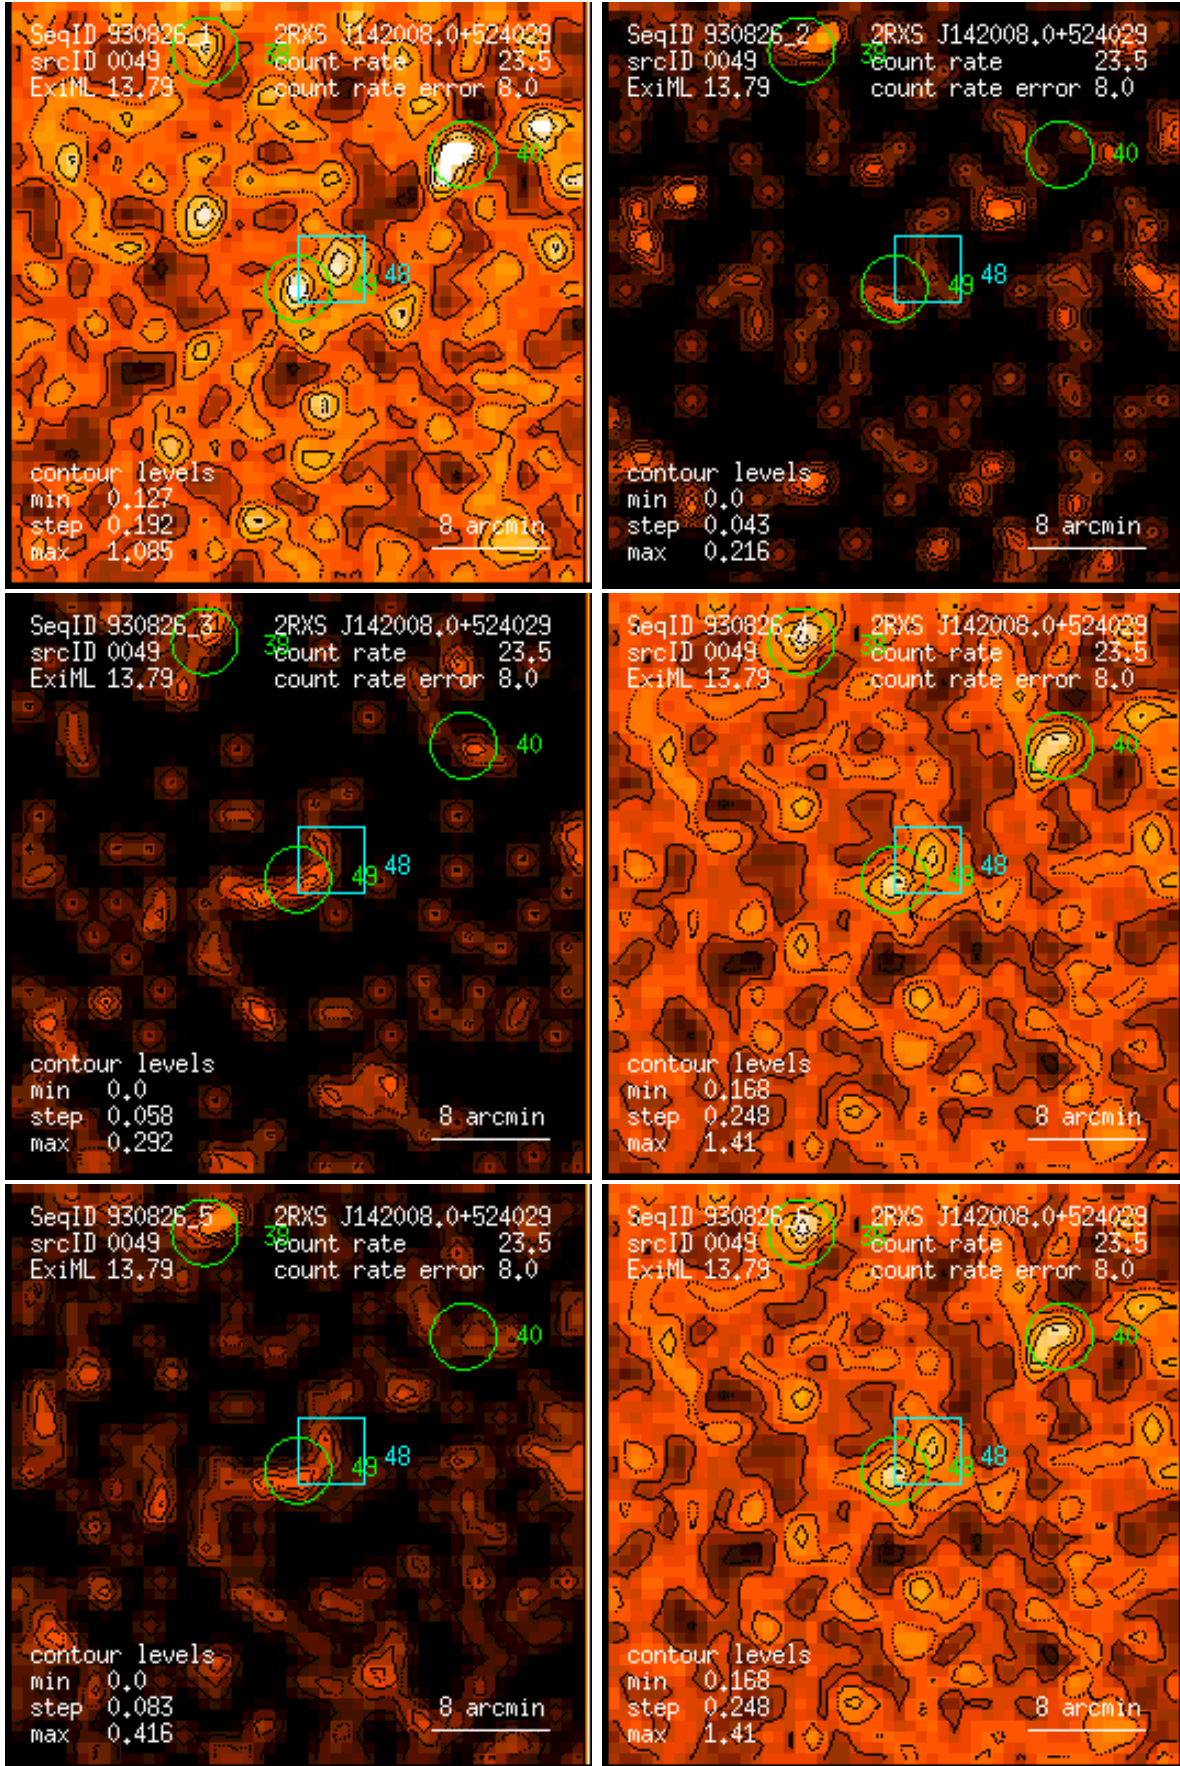 SeqID 930826_1 2RXS J142008.0+524029
srcID 0049 39 count rate 23.5
ExiML 13.79 count rate error 8.0
40
49 48
contour levels
min 0.127
step 0.192 8 arcmin
max 1.085
SeqID 930826_2 2RXS J142008.0+524029
srcID 0049 39 count rate 23.5
ExiML 13.79 count rate error 8.0
40
49 48
contour levels
min 0.0
step 0.043 8 arcmin
max 0.216
SeqID 930826_3 2RXS J142008.0+524029
srcID 0049 39 count rate 23.5
ExiML 13.79 count rate error 8.0
40
49 48
contour levels
min 0.0
step 0.058 8 arcmin
max 0.292
SeqID 930826_4 2RXS J142008.0+524029
srcID 0049 39 count rate 23.5
ExiML 13.79 count rate error 8.0
40
49 48
contour levels
min 0.168
step 0.248 8 arcmin
max 1.41
SeqID 930826_5 2RXS J142008.0+524029
srcID 0049 39 count rate 23.5
ExiML 13.79 count rate error 8.0
40
49 48
contour levels
min 0.0
step 0.083 8 arcmin
max 0.416
SeqID 930826_6 2RXS J142008.0+524029
srcID 0049 39 count rate 23.5
ExiML 13.79 count rate error 8.0
40
49 48
contour levels
min 0.168
step 0.248 8 arcmin
max 1.41